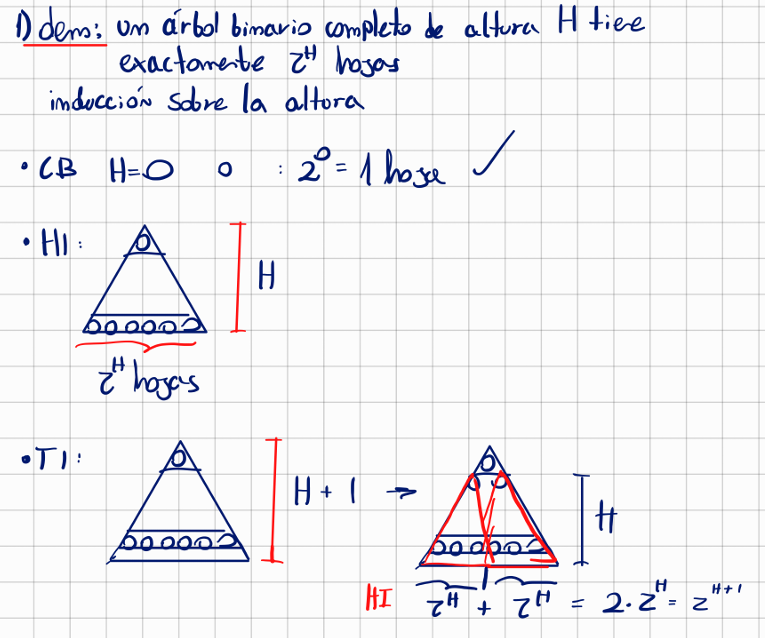 1) dem: un árbol binario completo de altura H tiene
exactamente 2^H hojas
inducción sobre la altura
• CB H=0 o : 2^0 = 1 hoja ✓
• HI:
H
2^H hojas
• TI:
H + 1 →
H
HI 2^H + 2^H = 2·2^H = 2^{H+1}